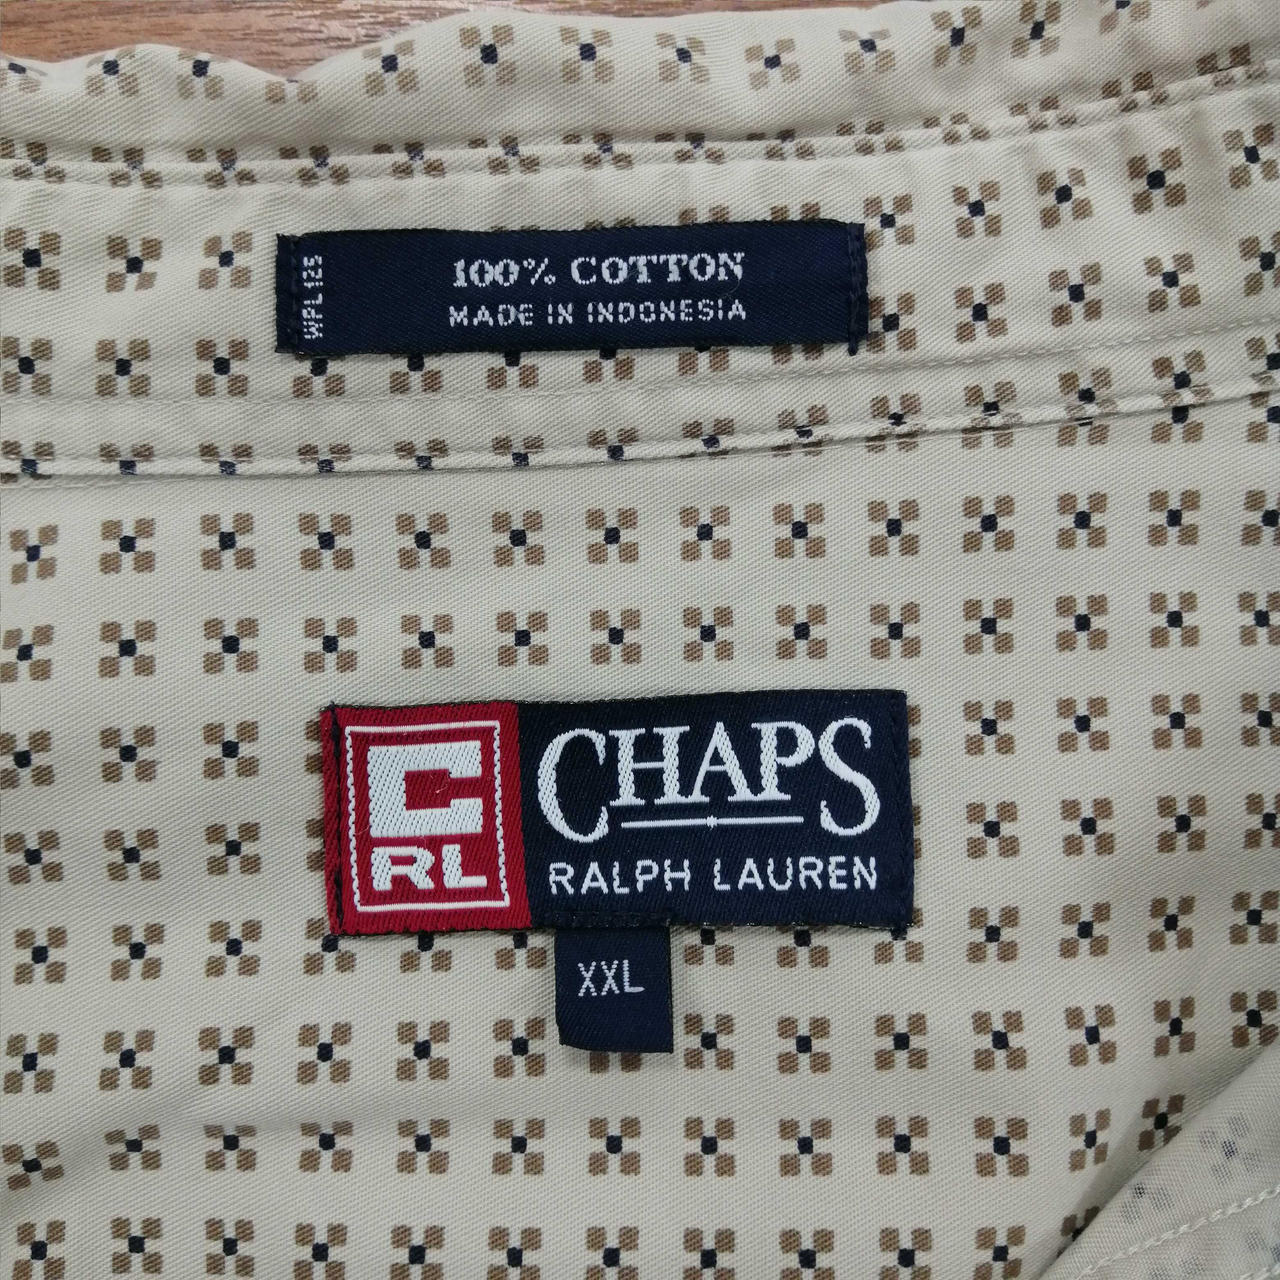 WPL125
100% COTTON
MADE IN INDONESIA
C
RL
CHAPS
RALPH LAUREN
XXL